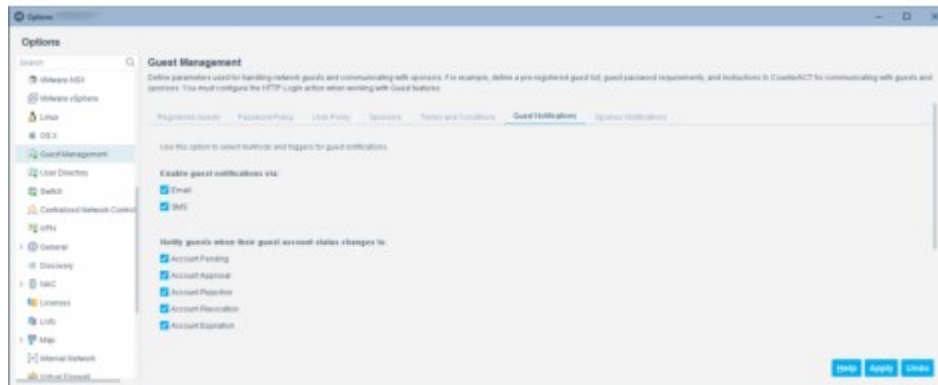 Options
Options
Search
VMware NSX
VMware vSphere
Linux
OS X
Guest Management
User Directory
Switch
Centralized Network Control
VPN
General
Discovery
NAC
Licenses
Lists
Map
Internal Network
Virtual Firewall
Guest Management
Define parameters used for handling network guests and communicating with sponsors. For example, define a pre-registered guest list, guest password requirements, and instructions to CounterACT for communicating with guests and
sponsors. You must configure the HTTP Login action when working with Guest features.
Registered Guests Password Policy User Policy Sponsors Terms and Conditions Guest Notifications Sponsor Notifications
Use this option to select methods and triggers for guest notifications.
Enable guest notifications via:
Email
SMS
Notify guests when their guest account status changes to:
Account Pending
Account Approval
Account Rejection
Account Revocation
Account Expiration
Help Apply Undo